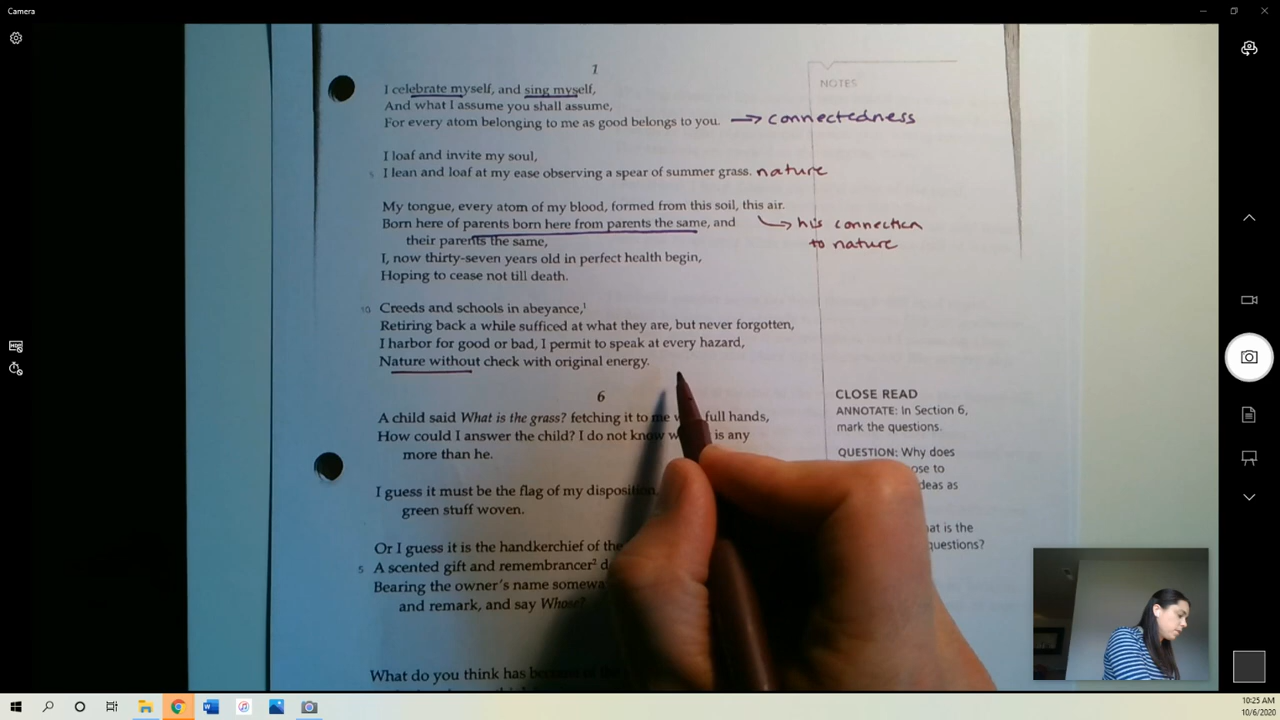 Camera
1
I celebrate myself, and sing myself,
And what I assume you shall assume,
For every atom belonging to me as good belongs to you. → connectedness
I loaf and invite my soul,
5 I lean and loaf at my ease observing a spear of summer grass. nature
My tongue, every atom of my blood, formed from this soil, this air.
Born here of parents born here from parents the same, and
their parents the same,
I, now thirty-seven years old in perfect health begin,
Hoping to cease not till death.
his connection
to nature
10 Creeds and schools in abeyance,¹
Retiring back a while sufficed at what they are, but never forgotten,
I harbor for good or bad, I permit to speak at every hazard,
Nature without check with original energy.
6
A child said What is the grass? fetching it to me full hands,
How could I answer the child? I do not know is any
more than he.
I guess it must be the flag of my disposition,
green stuff woven.
Or I guess it is the handkerchief of the
5 A scented gift and remembrancer²
Bearing the owner's name
and remark, and say Whose?
What do you think has
NOTES
CLOSE READ
ANNOTATE: In Section 6,
mark the questions.
QUESTION: Why does
to
ideas as
is the
questions?
10:25 AM
10/6/2020